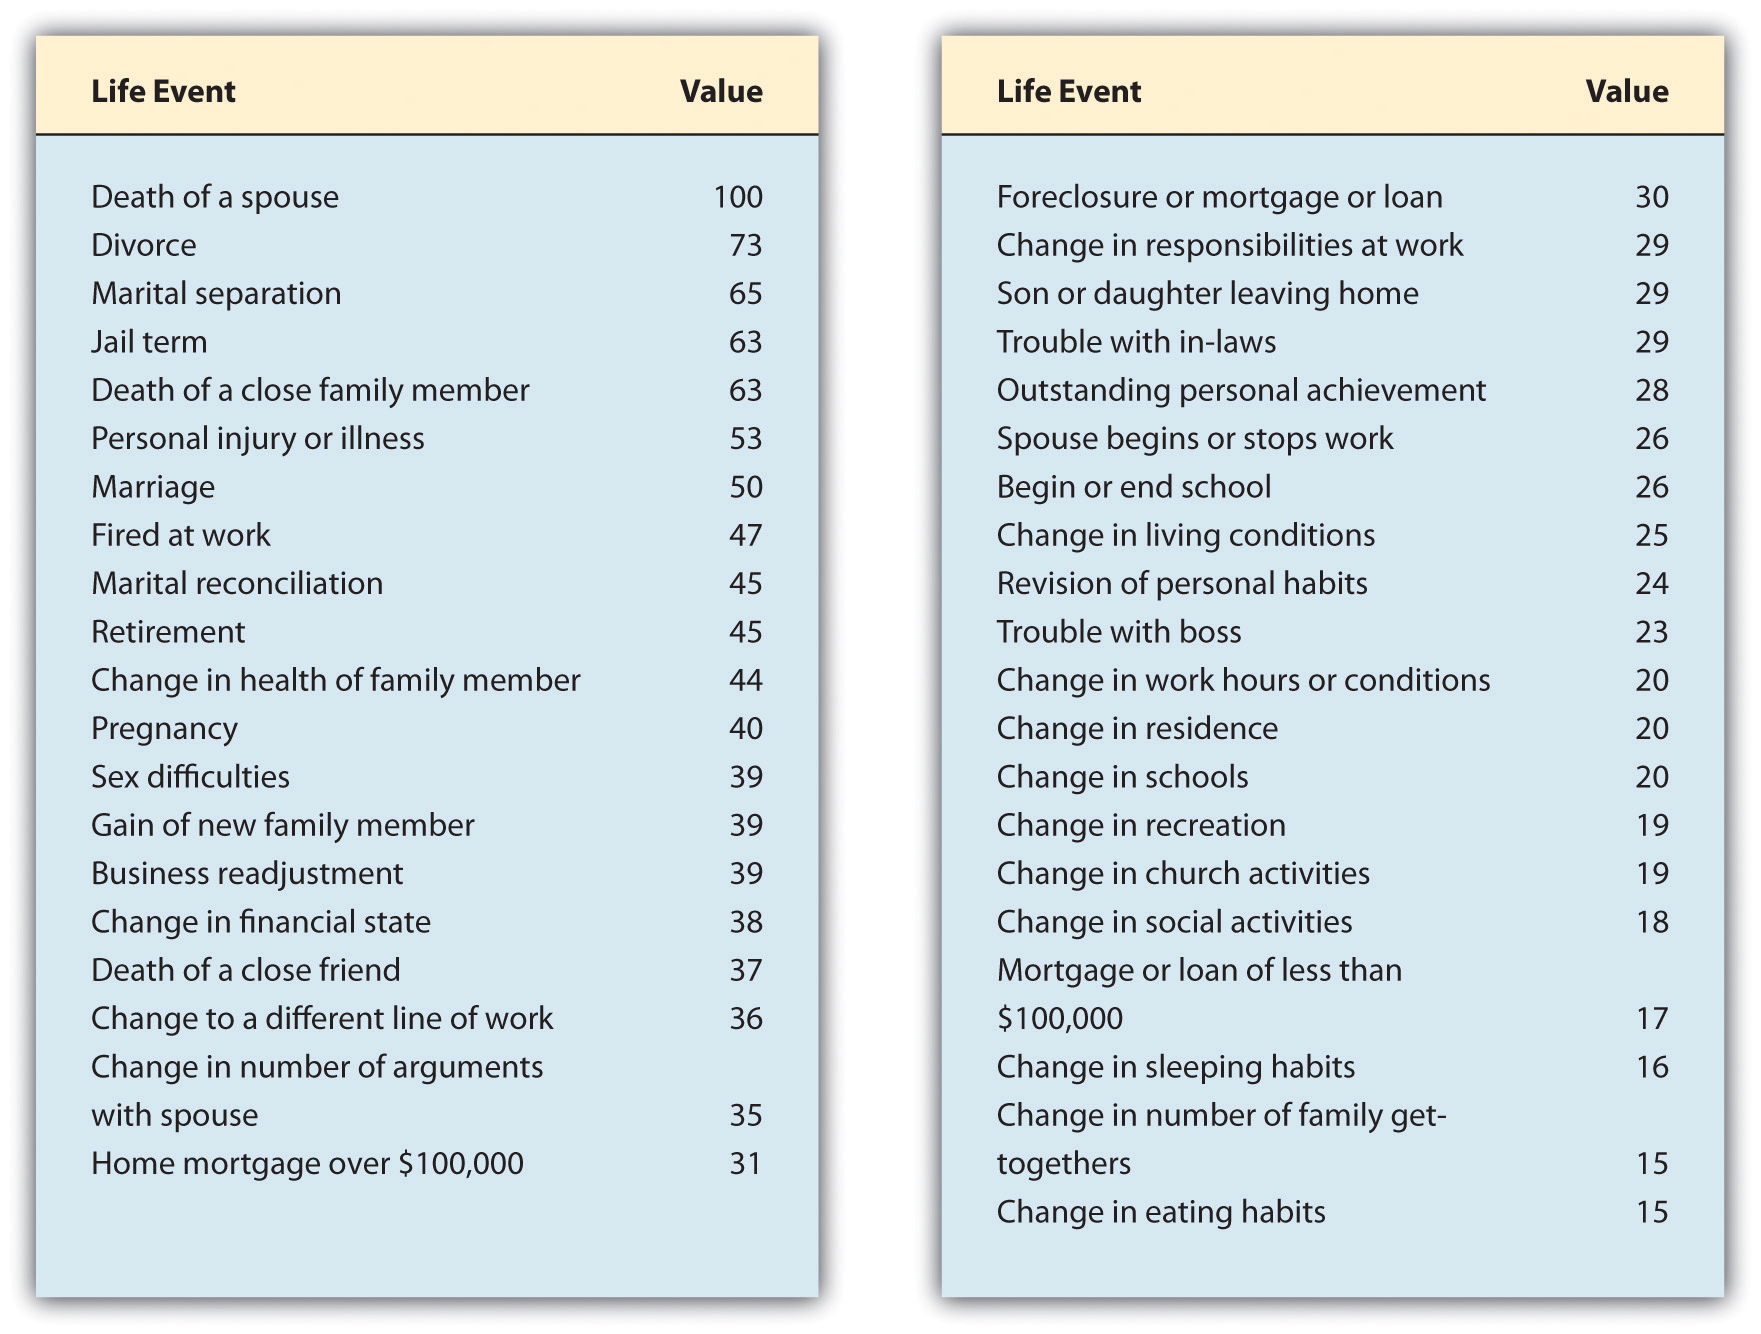 Life Event Value
Death of a spouse 100
Divorce 73
Marital separation 65
Jail term 63
Death of a close family member 63
Personal injury or illness 53
Marriage 50
Fired at work 47
Marital reconciliation 45
Retirement 45
Change in health of family member 44
Pregnancy 40
Sex difficulties 39
Gain of new family member 39
Business readjustment 39
Change in financial state 38
Death of a close friend 37
Change to a different line of work 36
Change in number of arguments
with spouse 35
Home mortgage over $100,000 31
Life Event Value
Foreclosure or mortgage or loan 30
Change in responsibilities at work 29
Son or daughter leaving home 29
Trouble with in-laws 29
Outstanding personal achievement 28
Spouse begins or stops work 26
Begin or end school 26
Change in living conditions 25
Revision of personal habits 24
Trouble with boss 23
Change in work hours or conditions 20
Change in residence 20
Change in schools 20
Change in recreation 19
Change in church activities 19
Change in social activities 18
Mortgage or loan of less than
$100,000 17
Change in sleeping habits 16
Change in number of family get-
togethers 15
Change in eating habits 15